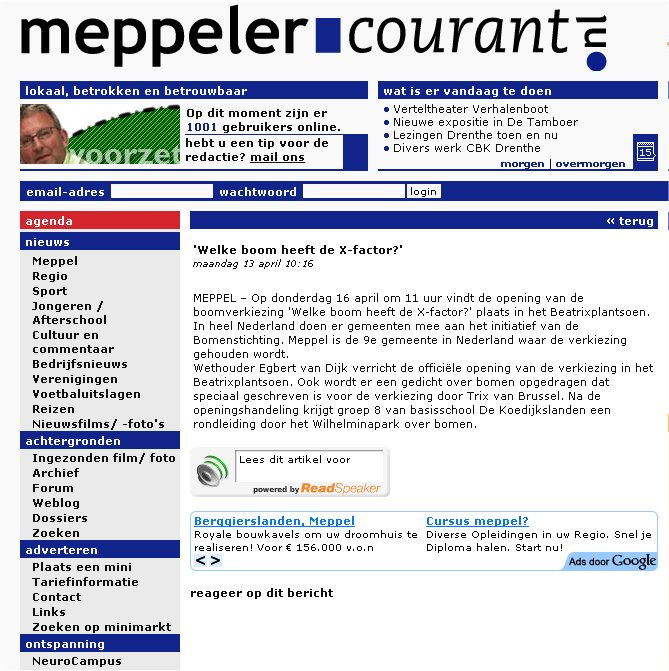 meppeler courant.nl
lokaal, betrokken en betrouwbaar
voorzet
Op dit moment zijn er
1001 gebruikers online.
hebt u een tip voor de
redactie? mail ons
wat is er vandaag te doen
Verteltheater Verhalenboot
Nieuwe expositie in De Tamboer
Lezingen Drenthe toen en nu
Divers werk CBK Drenthe
morgen | overmorgen
15
email-adres wachtwoord login
agenda
nieuws
Meppel
Regio
Sport
Jongeren /
Afterschool
Cultuur en
commentaar
Bedrijfsnieuws
Verenigingen
Voetbaluitslagen
Reizen
Nieuwsfilms/ -foto's
achtergronden
Ingezonden film/ foto
Archief
Forum
Weblog
Dossiers
Zoeken
adverteren
Plaats een mini
Tariefinformatie
Contact
Links
Zoeken op minimarkt
ontspanning
NeuroCampus
« terug
'Welke boom heeft de X-factor?'
maandag 13 april 10:16
MEPPEL – Op donderdag 16 april om 11 uur vindt de opening van de
boomverkiezing 'Welke boom heeft de X-factor?' plaats in het Beatrixplantsoen.
In heel Nederland doen er gemeenten mee aan het initiatief van de
Bomenstichting. Meppel is de 9e gemeente in Nederland waar de verkiezing
gehouden wordt.
Wethouder Egbert van Dijk verricht de officiële opening van de verkiezing in het
Beatrixplantsoen. Ook wordt er een gedicht over bomen opgedragen dat
speciaal geschreven is voor de verkiezing door Trix van Brussel. Na de
openingshandeling krijgt groep 8 van basisschool De Koedijkslanden een
rondleiding door het Wilhelminapark over bomen.
Lees dit artikel voor
powered by ReadSpeaker
Berggierslanden, Meppel
Royale bouwkavels om uw droomhuis te
realiseren! Voor € 156.000 v.o.n
< >
Cursus meppel?
Diverse Opleidingen in uw Regio. Snel je
Diploma halen. Start nu!
Ads door Google
reageer op dit bericht